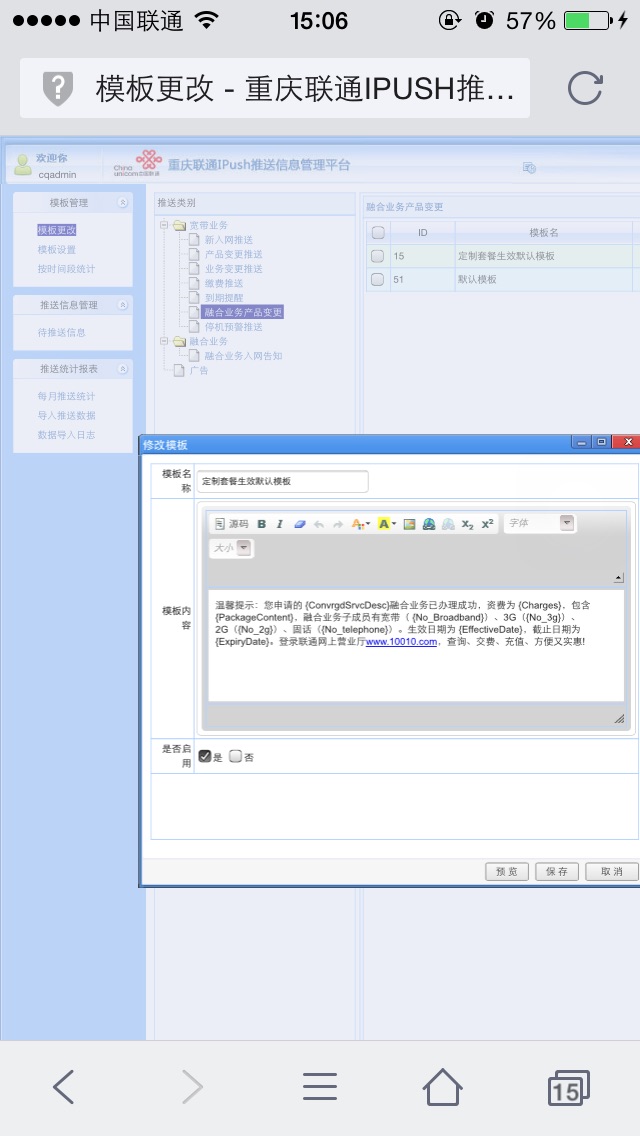 中国联通 15:06 57%
模板更改 - 重庆联通IPUSH推...
欢迎你
cqadmin
China unicom中国联通
重庆联通IPush推送信息管理平台
模板管理
模板更改
模板设置
按时间段统计
推送信息管理
待推送信息
推送统计报表
每月推送统计
导入推送数据
数据导入日志
推送类别
宽带业务
新入网推送
产品变更推送
业务变更推送
缴费推送
到期提醒
融合业务产品变更
停机预警推送
融合业务
融合业务入网告知
广告
融合业务产品变更
ID 模板名
15 定制套餐生效默认模板
51 默认模板
修改模板
模板名称
定制套餐生效默认模板
源码 B I A A X₂ X² 字体
大小
模板内容
温馨提示：您申请的 {ConvrgdSrvcDesc}融合业务已办理成功，资费为 {Charges}，包含
{PackageContent}，融合业务子成员有宽带（ {No_Broadband}）、3G（{No_3g}）、
2G（{No_2g}）、固话（{No_telephone}）。生效日期为 {EffectiveDate}，截止日期为
{ExpiryDate}。登录联通网上营业厅www.10010.com，查询、交费、充值、方便又实惠!
是否启用
是 否
预 览 保 存 取 消
15